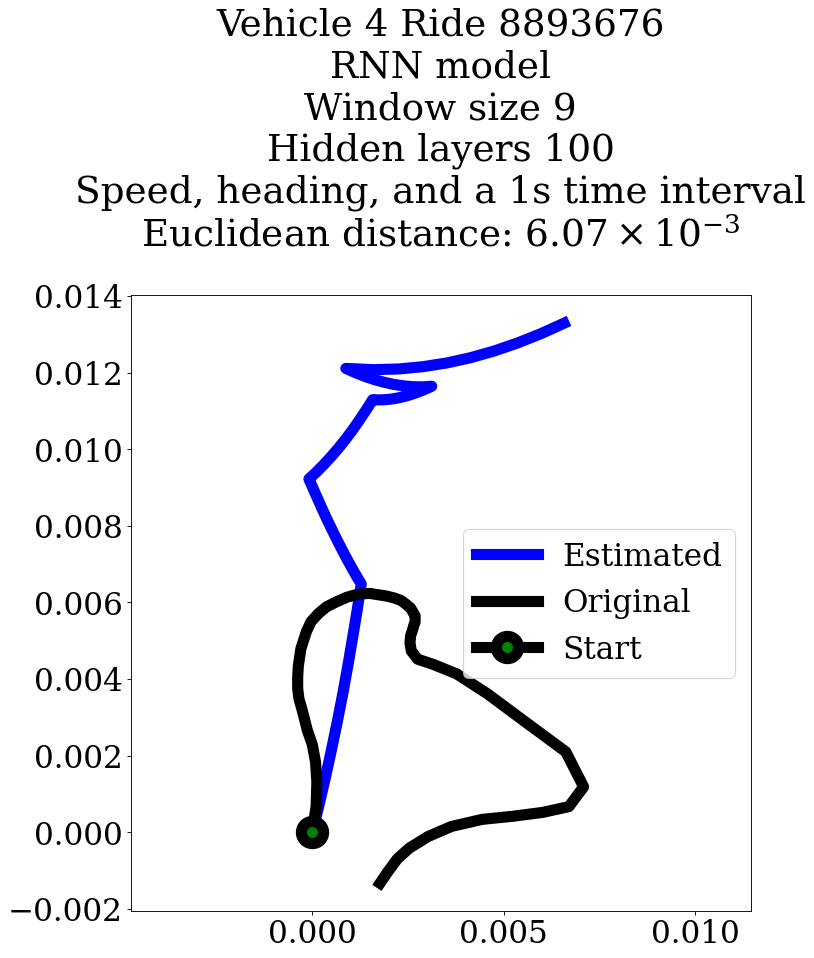 Vehicle 4 Ride 8893676
RNN model
Window size 9
Hidden layers 100
Speed, heading, and a 1s time interval
Euclidean distance: 6.07 × 10⁻³
0.014
0.012
0.010
0.008
0.006
0.004
0.002
0.000
−0.002
Estimated
Original
Start
0.000 0.005 0.010